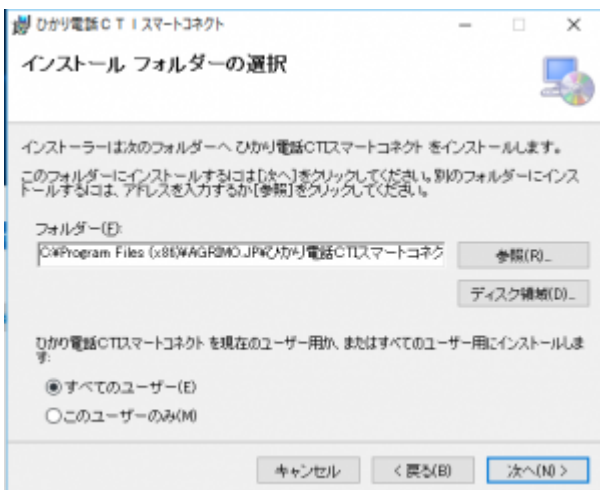 ひかり電話CTIスマートコネクト
インストール フォルダーの選択
インストーラーは次のフォルダーへ ひかり電話CTIスマートコネクト をインストールします。
このフォルダーにインストールするには[次へ]をクリックしてください。別のフォルダーにインス
トールするには、アドレスを入力するか[参照]をクリックしてください。
フォルダー(F):
C:¥Program Files (x86)¥AGRIMO.JP¥ひかり電話CTIスマートコネク
参照(R)...
ディスク領域(D)...
ひかり電話CTIスマートコネクト を現在のユーザー用か、またはすべてのユーザー用にインストールしま
す:
すべてのユーザー(E)
このユーザーのみ(M)
キャンセル
< 戻る(B)
次へ(N) >